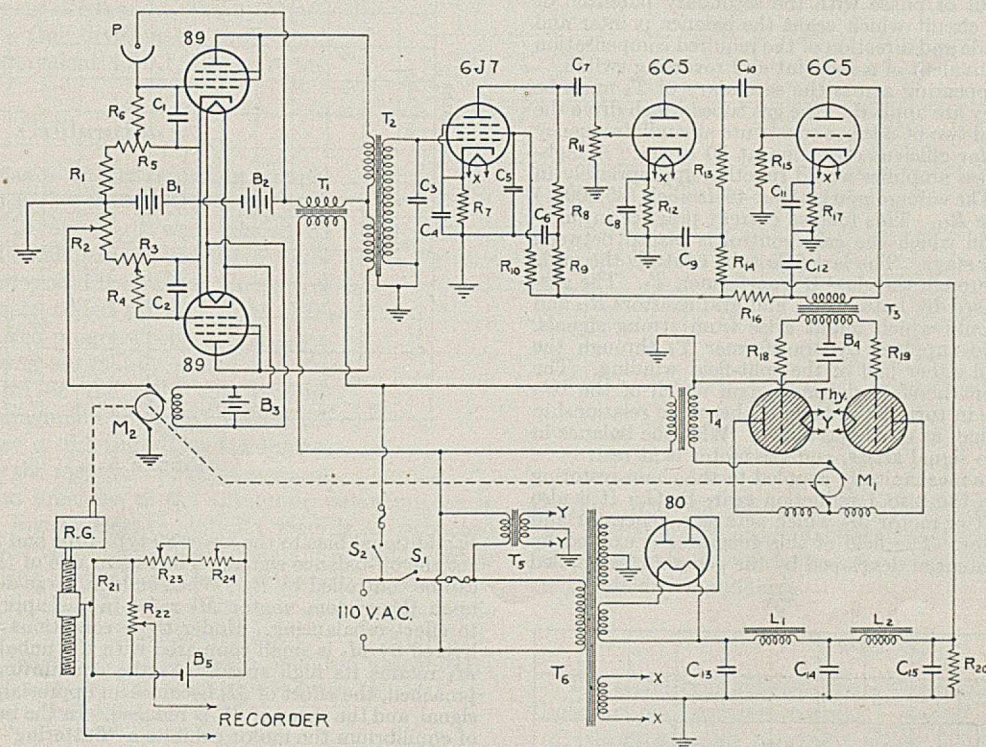 P
89
6J7
C7
6C5
C10
6C5
R6
C1
R5
T2
R11
R13
R15
R1
B1
B2
T1
C3
C5
X
X
X
R7
C4
C6
R8
C8
R12
C11
R17
R2
R3
R4
C2
R10
R9
C9
R14
C12
R16
T3
B4
R18
R19
89
B3
M2
T4
Thy.
Y
M1
R.G.
80
S2
S1
T5
Y
Y
R21
R23
R24
R22
110 V.A.C.
L1
L2
B5
T6
C13
C14
C15
R20
X
X
RECORDER